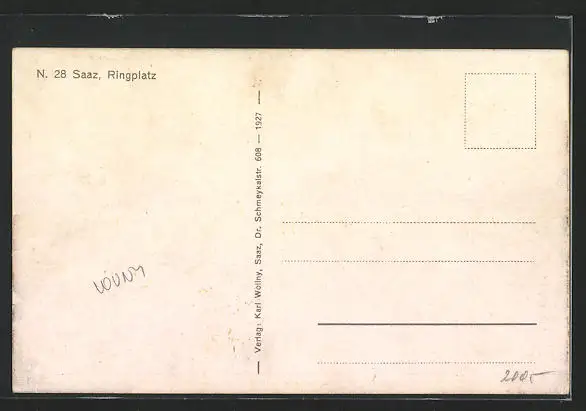 N. 28 Saaz, Ringplatz
— Verlag: Karl Wollny, Saaz, Dr. Schmeykalstr. 608 — 1927 —
LOUNY
200,-